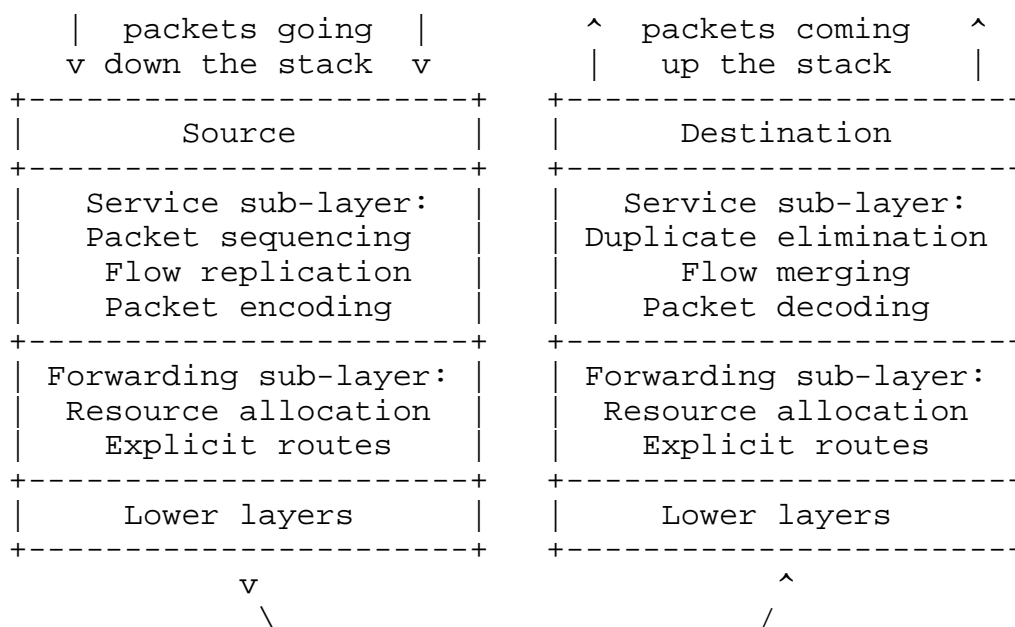 |  packets going  |       ^  packets coming   ^
v down the stack  v       |   up the stack    |
+-----------------------+   +-----------------------
|        Source         |   |      Destination
+-----------------------+   +-----------------------
|   Service sub-layer:  |   |   Service sub-layer:
|   Packet sequencing   |   | Duplicate elimination
|    Flow replication   |   |      Flow merging
|    Packet encoding    |   |    Packet decoding
+-----------------------+   +-----------------------
| Forwarding sub-layer: |   | Forwarding sub-layer:
|  Resource allocation  |   |  Resource allocation
|    Explicit routes    |   |    Explicit routes
+-----------------------+   +-----------------------
|     Lower layers      |   |     Lower layers
+-----------------------+   +-----------------------
            v                           ^
             \                         /